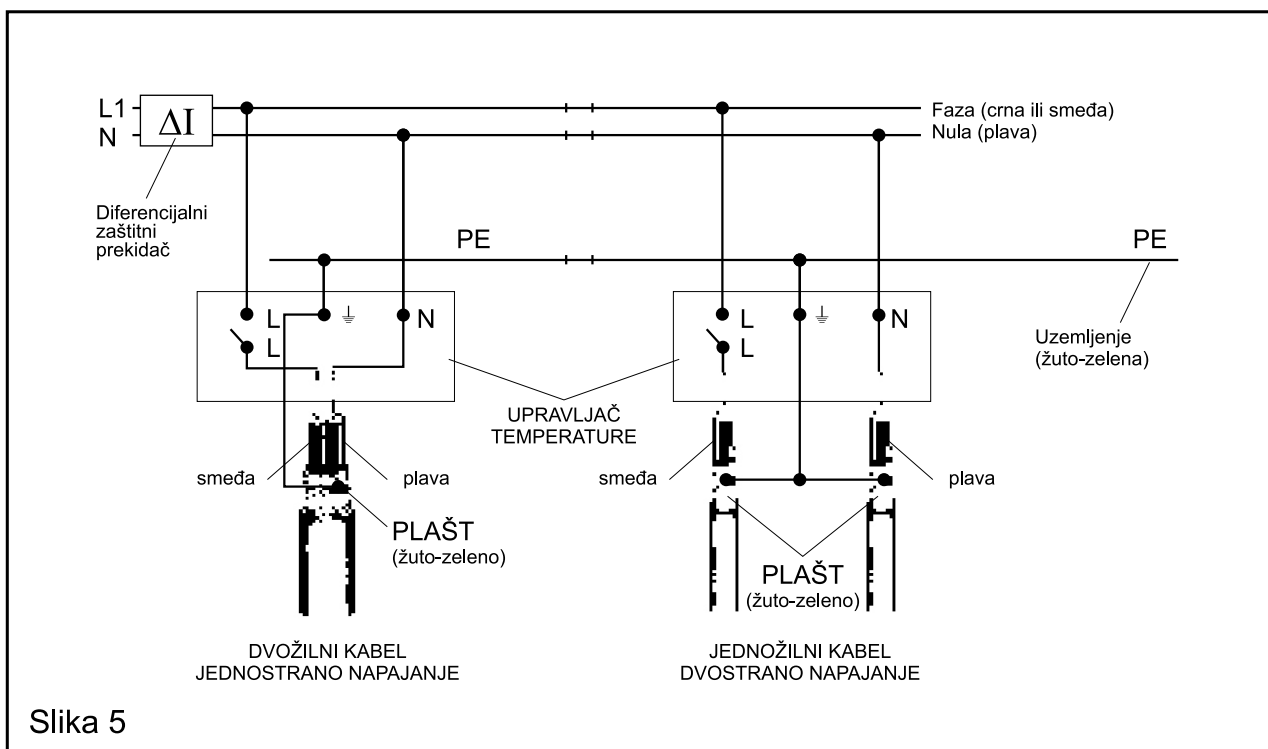 L1
N
ΔI
Faza (crna ili smeđa)
Nula (plava)
Diferencijalni
zaštitni
prekidač
PE
PE
L
N
L
L
N
L
Uzemljenje
(žuto-zelena)
UPRAVLJAČ
TEMPERATURE
smeđa
plava
smeđa
plava
PLAŠT
(žuto-zeleno)
PLAŠT
(žuto-zeleno)
DVOŽILNI KABEL
JEDNOSTRANO NAPAJANJE
JEDNOŽILNI KABEL
DVOSTRANO NAPAJANJE
Slika 5